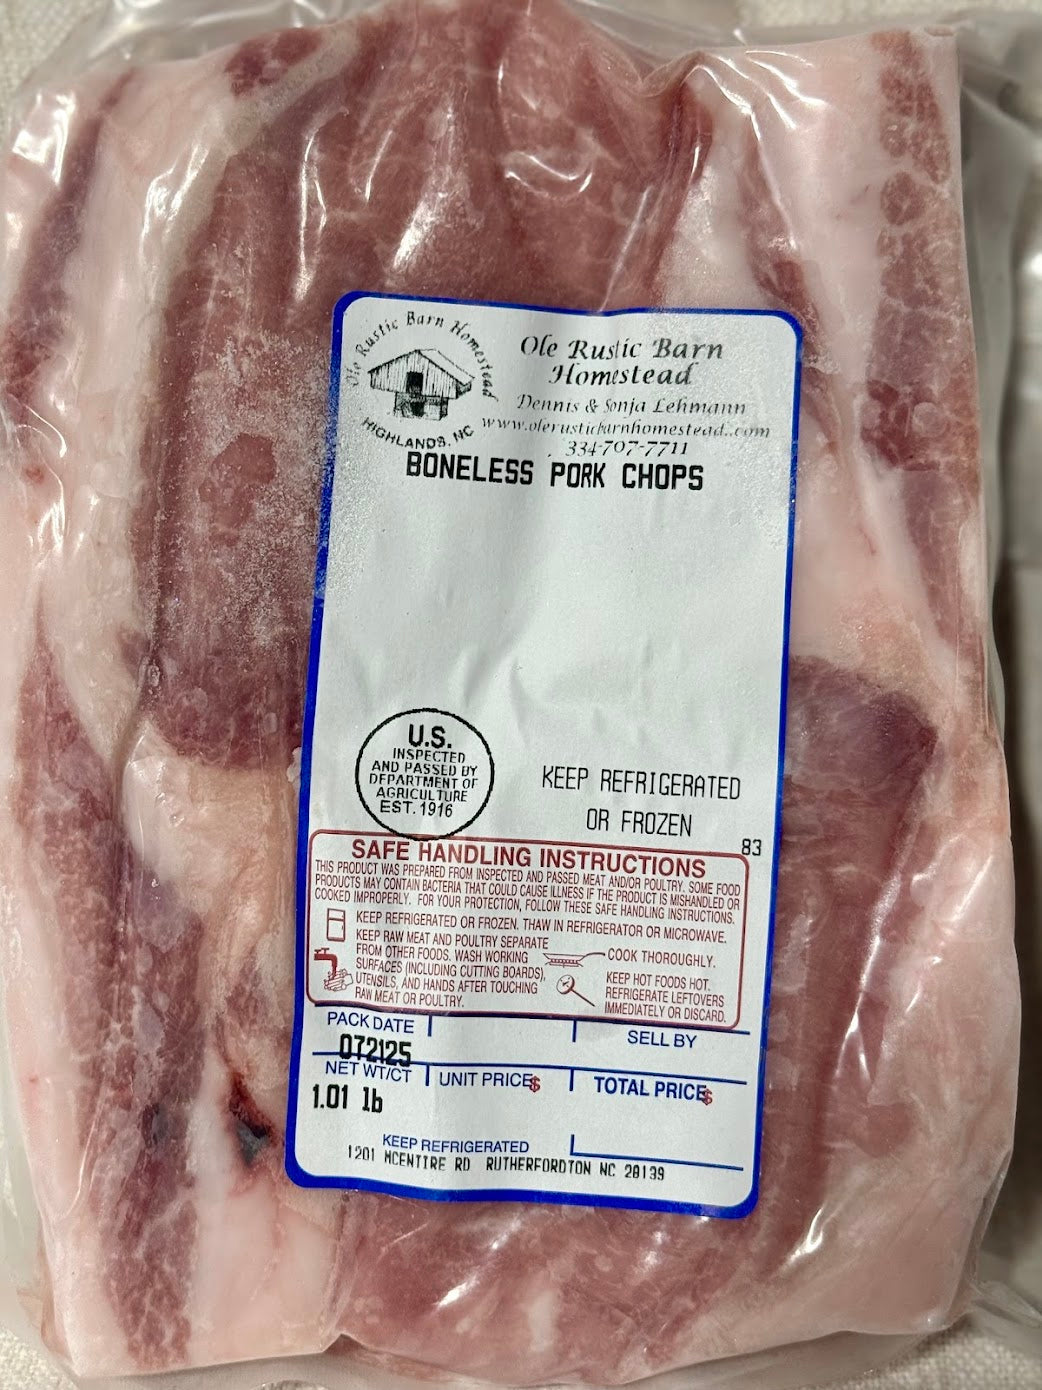 Ole Rustic Barn Homestead
HIGHLANDS, NC
Ole Rustic Barn
Homestead
Dennis & Sonja Lehmann
www.olerusticbarnhomestead..com
334-707-7711
BONELESS PORK CHOPS
U.S.
INSPECTED
AND PASSED BY
DEPARTMENT OF
AGRICULTURE
EST. 1916
KEEP REFRIGERATED
OR FROZEN
83
SAFE HANDLING INSTRUCTIONS
THIS PRODUCT WAS PREPARED FROM INSPECTED AND PASSED MEAT AND/OR POULTRY. SOME FOOD
PRODUCTS MAY CONTAIN BACTERIA THAT COULD CAUSE ILLNESS IF THE PRODUCT IS MISHANDLED OR
COOKED IMPROPERLY. FOR YOUR PROTECTION, FOLLOW THESE SAFE HANDLING INSTRUCTIONS.
KEEP REFRIGERATED OR FROZEN. THAW IN REFRIGERATOR OR MICROWAVE.
KEEP RAW MEAT AND POULTRY SEPARATE
FROM OTHER FOODS. WASH WORKING
SURFACES (INCLUDING CUTTING BOARDS),
UTENSILS, AND HANDS AFTER TOUCHING
RAW MEAT OR POULTRY.
COOK THOROUGHLY.
KEEP HOT FOODS HOT.
REFRIGERATE LEFTOVERS
IMMEDIATELY OR DISCARD.
PACK DATE
072125
SELL BY
NET WT/CT
1.01 lb
UNIT PRICE$
TOTAL PRICE$
KEEP REFRIGERATED
1201 MCENTIRE RD RUTHERFORDTON NC 28139